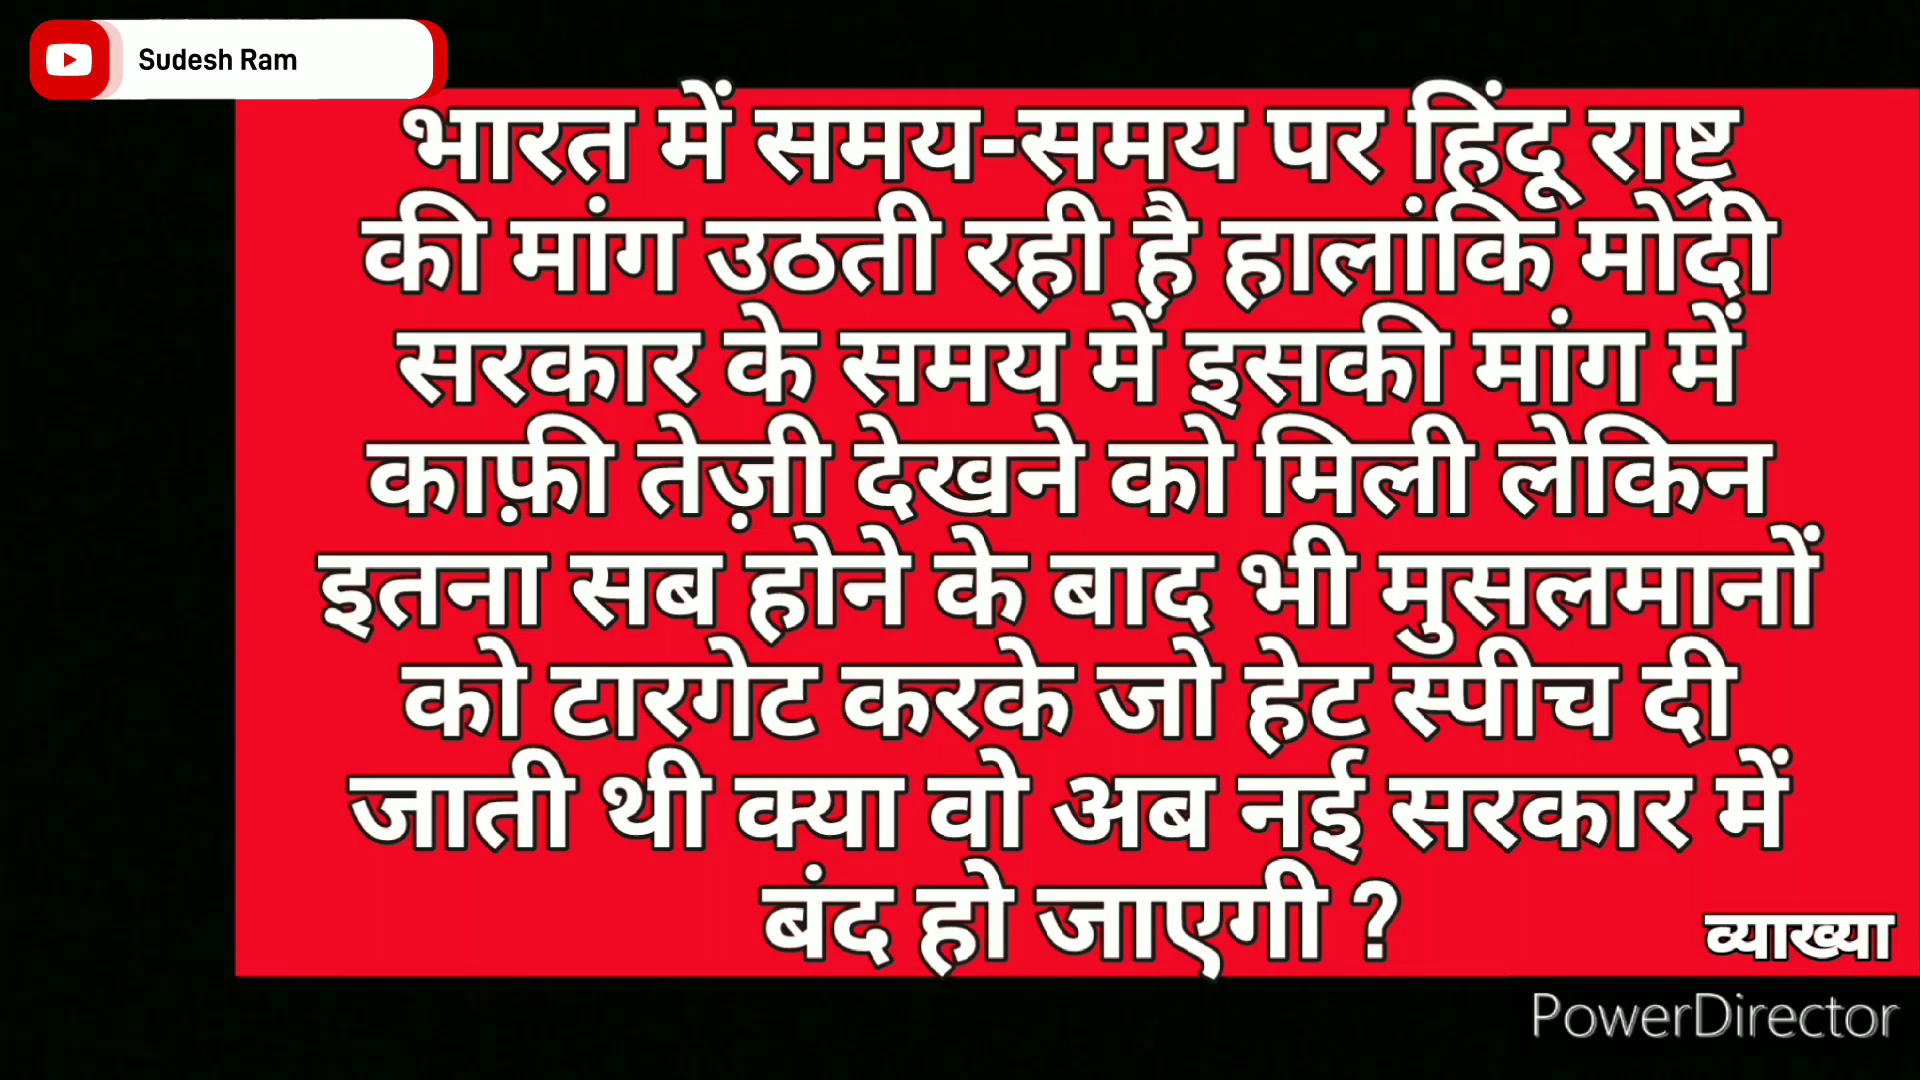 Sudesh Ram
भारत में समय-समय पर हिंदू राष्ट्र
की मांग उठती रही है हालांकि मोदी
सरकार के समय में इसकी मांग में
काफ़ी तेज़ी देखने को मिली लेकिन
इतना सब होने के बाद भी मुसलमानों
को टारगेट करके जो हेट स्पीच दी
जाती थी क्या वो अब नई सरकार में
बंद हो जाएगी ?
व्याख्या
PowerDirector